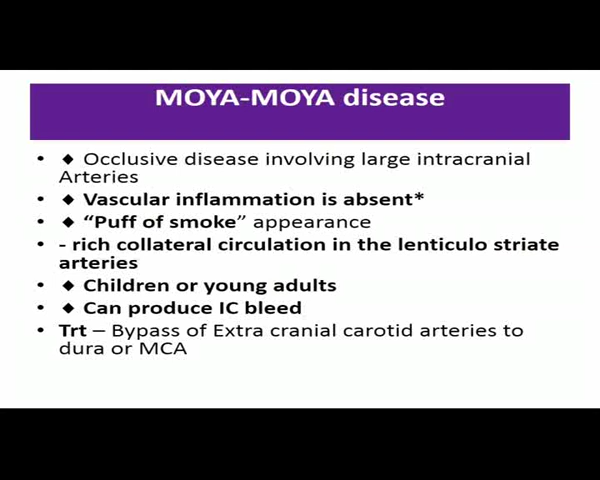 MOYA-MOYA disease
• ◆ Occlusive disease involving large intracranial
Arteries
• ◆ Vascular inflammation is absent*
• ◆ “Puff of smoke” appearance
• - rich collateral circulation in the lenticulo striate
arteries
• ◆ Children or young adults
• ◆ Can produce IC bleed
• Trt – Bypass of Extra cranial carotid arteries to
dura or MCA